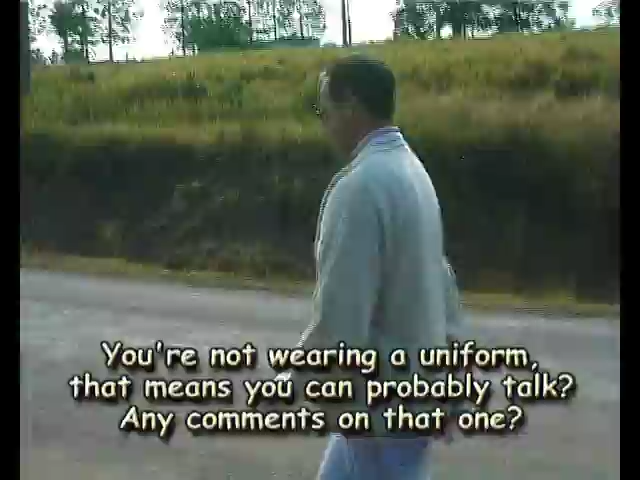 You're not wearing a uniform,
that means you can probably talk?
Any comments on that one?